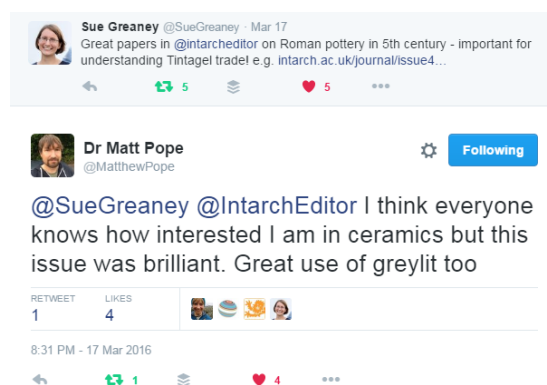 Sue Greaney @SueGreaney · Mar 17
Great papers in @intarcheditor on Roman pottery in 5th century - important for
understanding Tintagel trade! e.g. intarch.ac.uk/journal/issue4…
5 5
Dr Matt Pope
@MatthewPope
Following
@SueGreaney @IntarchEditor I think everyone
knows how interested I am in ceramics but this
issue was brilliant. Great use of greylit too
RETWEET LIKES
1 4
8:31 PM - 17 Mar 2016
1 4